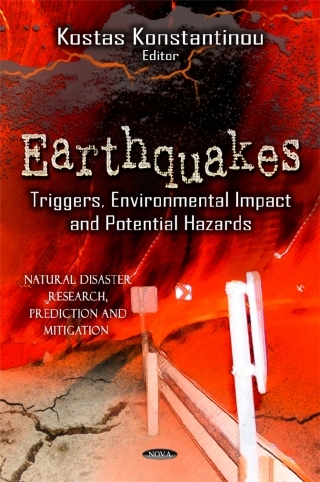 Kostas Konstantinou
Editor
Earthquakes
Triggers, Environmental Impact
and Potential Hazards
NATURAL DISASTER
RESEARCH,
PREDICTION AND
MITIGATION
NOVA